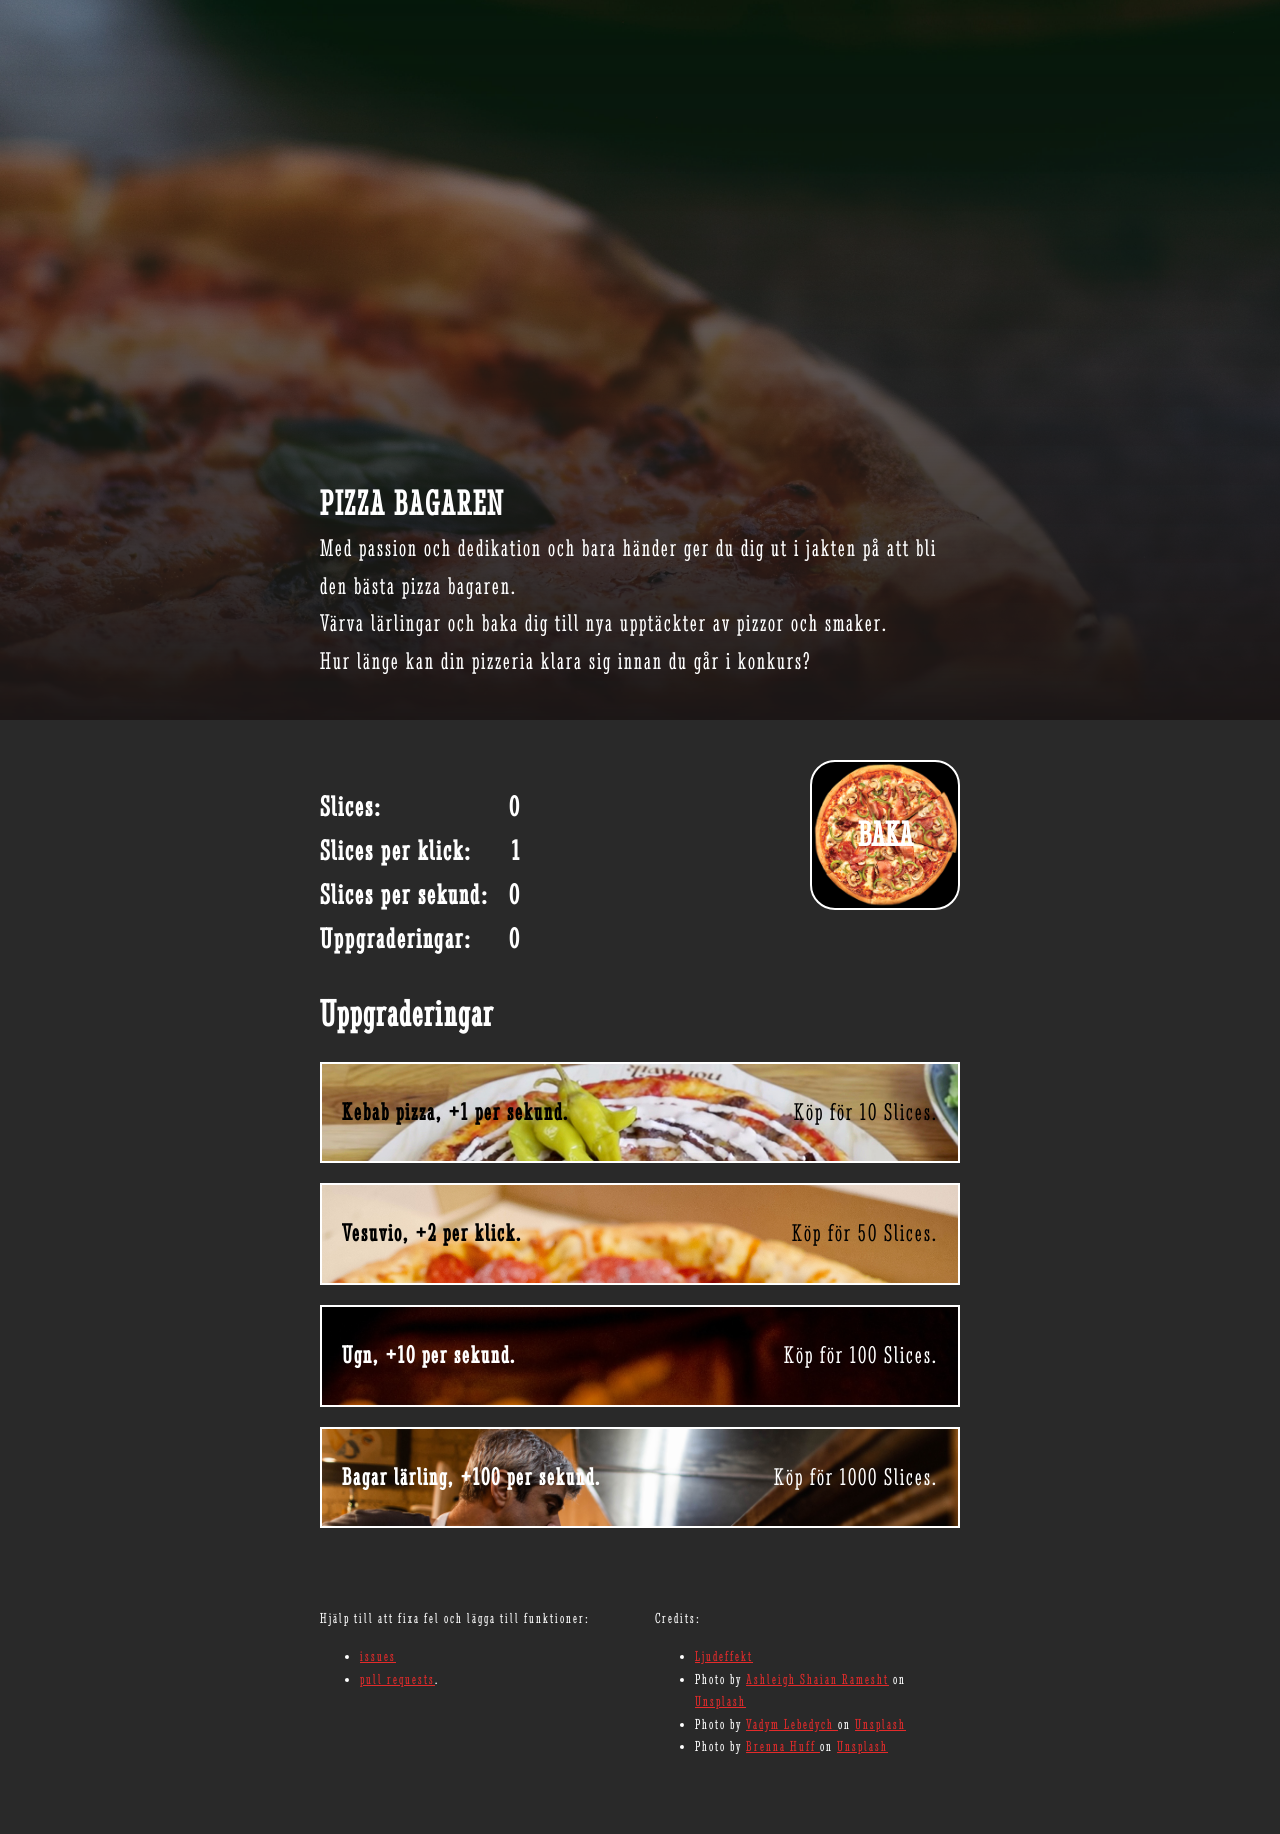 PIZZA BAGAREN
Med passion och dedikation och bara händer ger du dig ut i jakten på att bli
den bästa pizza bagaren.
Värva lärlingar och baka dig till nya upptäckter av pizzor och smaker.
Hur länge kan din pizzeria klara sig innan du går i konkurs?
BAKA
Slices: 0
Slices per klick: 1
Slices per sekund: 0
Uppgraderingar: 0
Uppgraderingar
Kebab pizza, +1 per sekund. Köp för 10 Slices.
Vesuvio, +2 per klick. Köp för 50 Slices.
Ugn, +10 per sekund. Köp för 100 Slices.
Bagar lärling, +100 per sekund. Köp för 1000 Slices.
Hjälp till att fixa fel och lägga till funktioner:
issues
pull requests.
Credits:
Ljudeffekt
Photo by Ashleigh Shaian Ramesht on
Unsplash
Photo by Vadym Lebedych on Unsplash
Photo by Brenna Huff on Unsplash